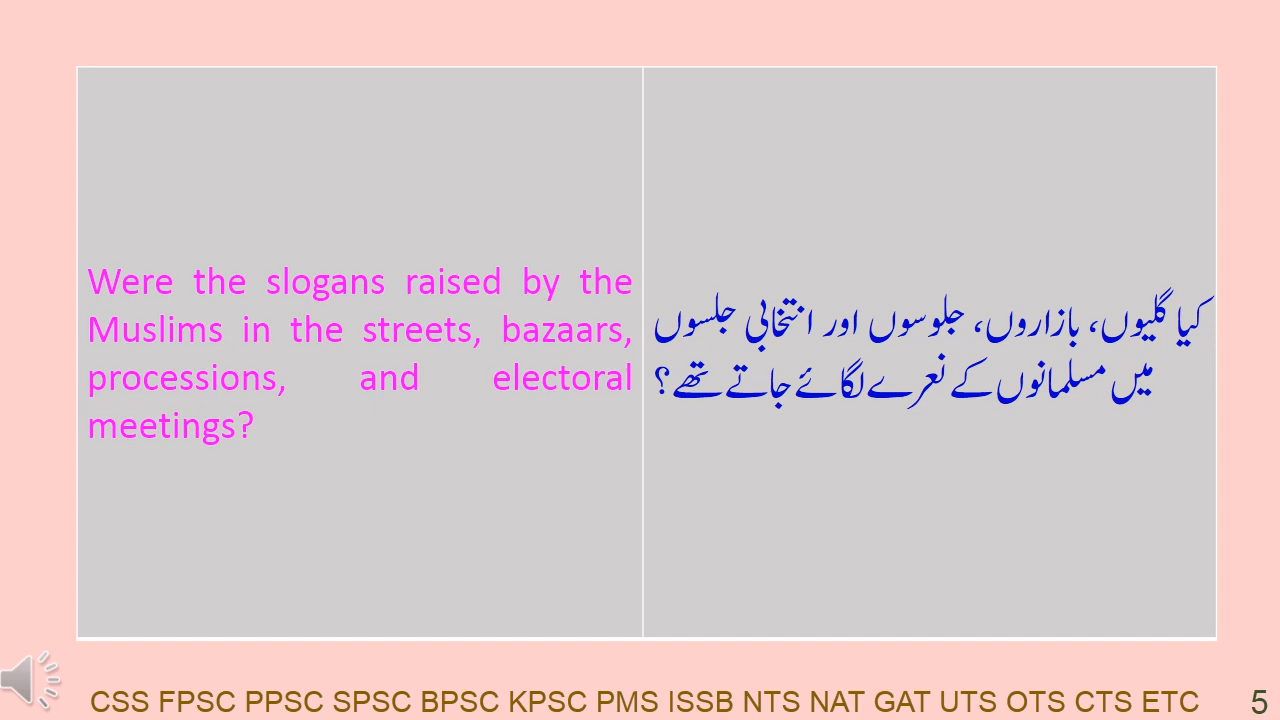 Were the slogans raised by the
Muslims in the streets, bazaars,
processions, and electoral
meetings?
کیا گلیوں، بازاروں، جلوسوں اور انتخابی جلسوں
میں مسلمانوں کے نعرے لگائے جاتے تھے؟
CSS FPSC PPSC SPSC BPSC KPSC PMS ISSB NTS NAT GAT UTS OTS CTS ETC
5